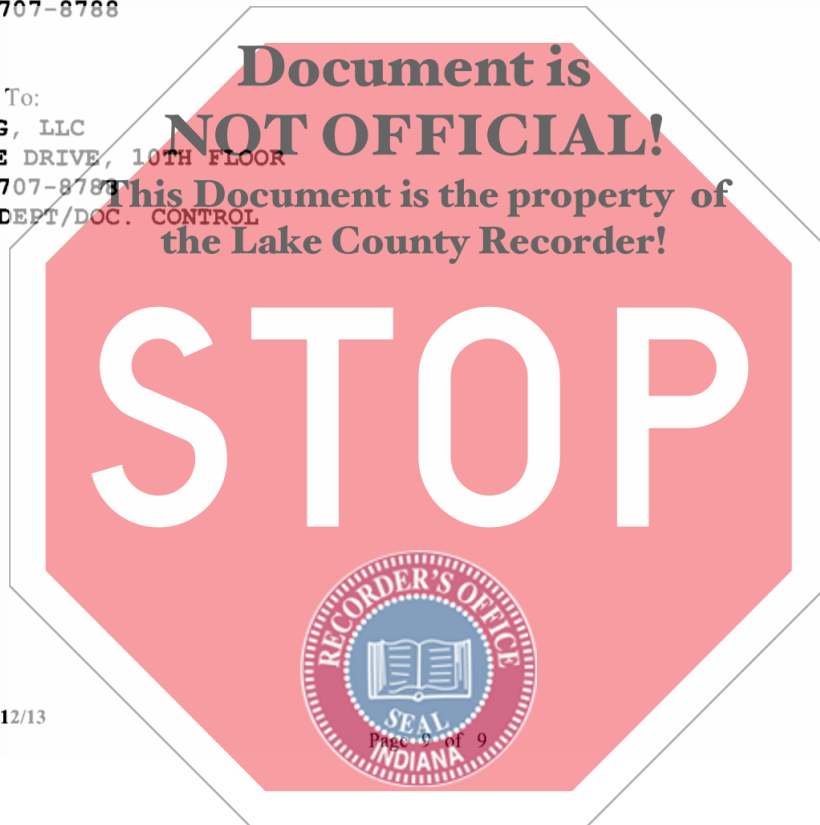 707-8788
Document is
To:
G, LLC
NOT OFFICIAL!
E DRIVE, 10TH FLOOR
707-8788
This Document is the property of
DEPT/DOC. CONTROL
the Lake County Recorder!
STOP
RECORDER'S OFFICE
SEAL
INDIANA
12/13
Page 9 of 9